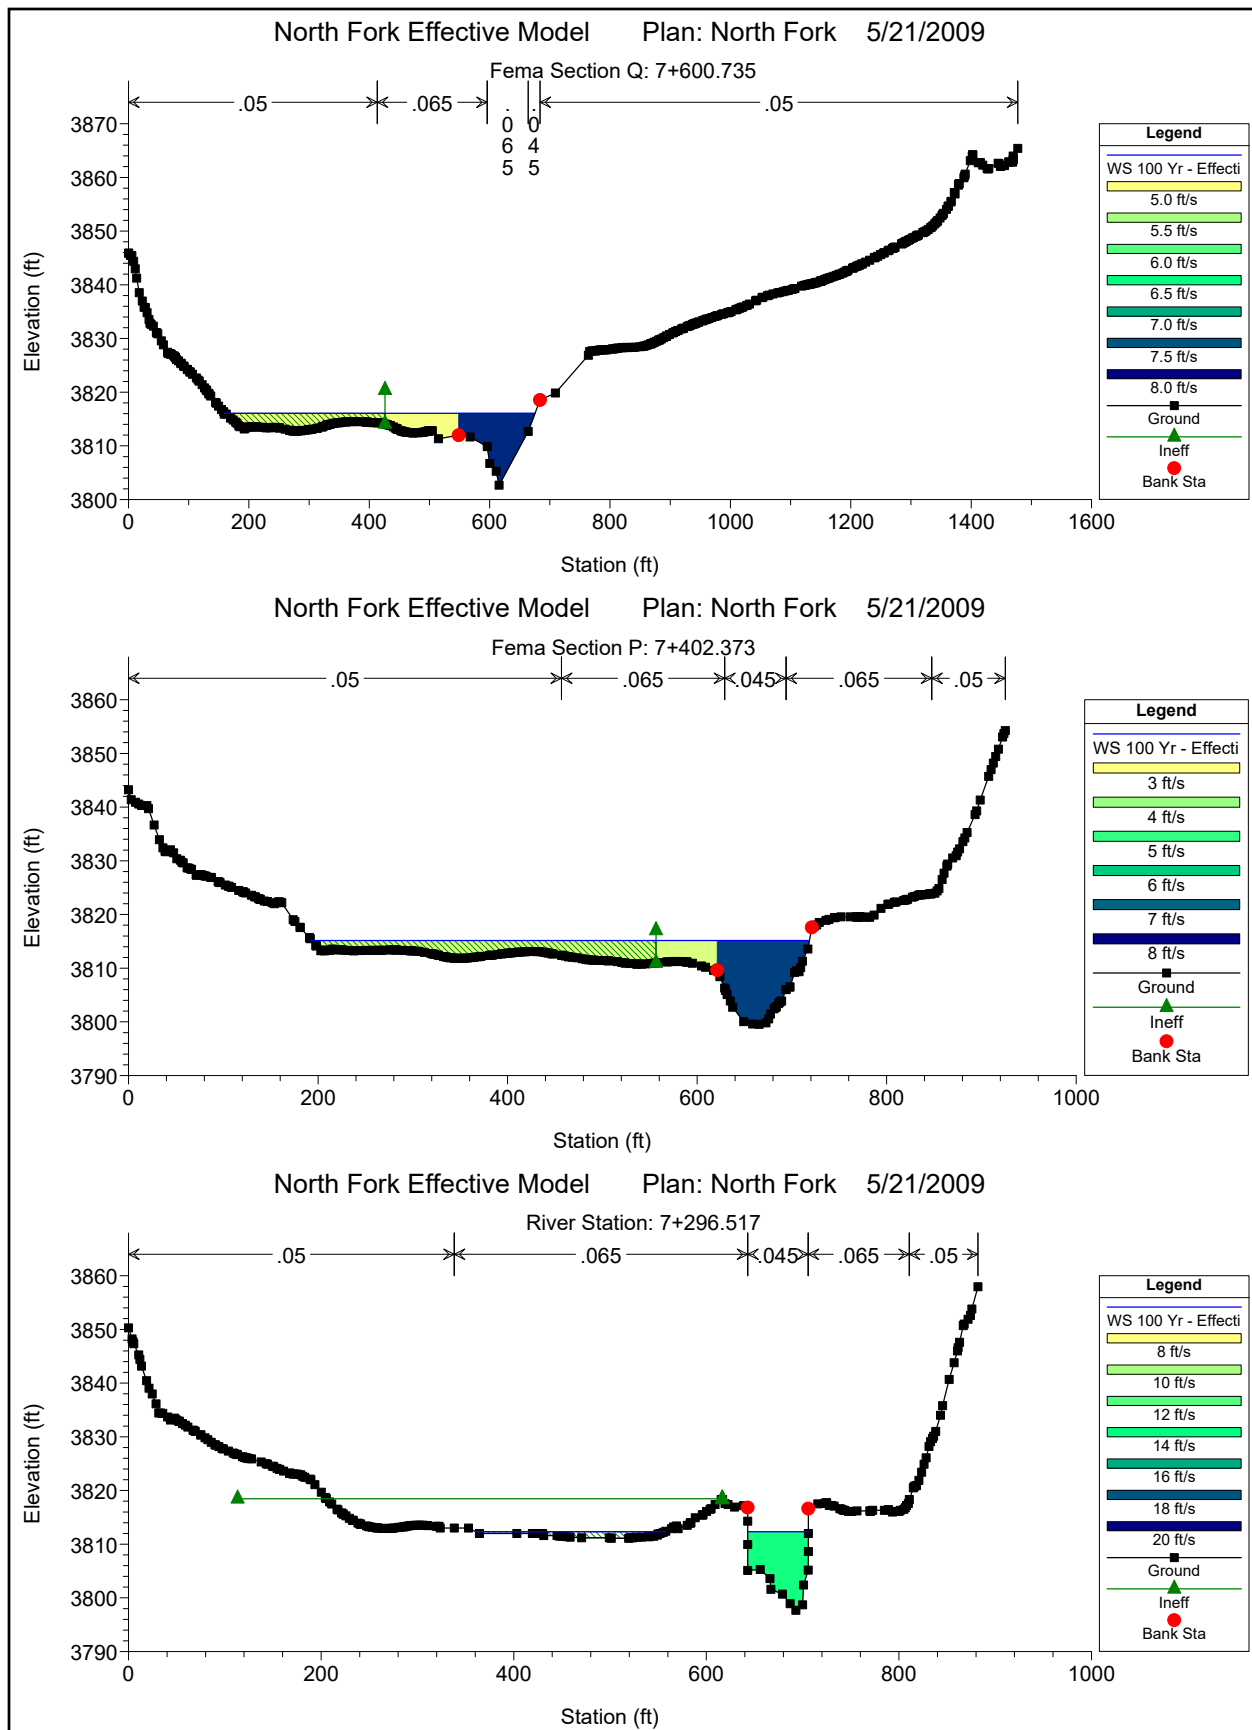 North Fork Effective Model Plan: North Fork 5/21/2009
Fema Section Q: 7+600.735
.05 .065 .065 .045 .05
3870
3860
3850
3840
3830
3820
3810
3800
Elevation (ft)
0 200 400 600 800 1000 1200 1400 1600
Station (ft)
Legend
WS 100 Yr - Effecti
5.0 ft/s
5.5 ft/s
6.0 ft/s
6.5 ft/s
7.0 ft/s
7.5 ft/s
8.0 ft/s
Ground
Ineff
Bank Sta
North Fork Effective Model Plan: North Fork 5/21/2009
Fema Section P: 7+402.373
.05 .065 .045 .065 .05
3860
3850
3840
3830
3820
3810
3800
3790
Elevation (ft)
0 200 400 600 800 1000
Station (ft)
Legend
WS 100 Yr - Effecti
3 ft/s
4 ft/s
5 ft/s
6 ft/s
7 ft/s
8 ft/s
Ground
Ineff
Bank Sta
North Fork Effective Model Plan: North Fork 5/21/2009
River Station: 7+296.517
.05 .065 .045 .065 .05
3860
3850
3840
3830
3820
3810
3800
3790
Elevation (ft)
0 200 400 600 800 1000
Station (ft)
Legend
WS 100 Yr - Effecti
8 ft/s
10 ft/s
12 ft/s
14 ft/s
16 ft/s
18 ft/s
20 ft/s
Ground
Ineff
Bank Sta